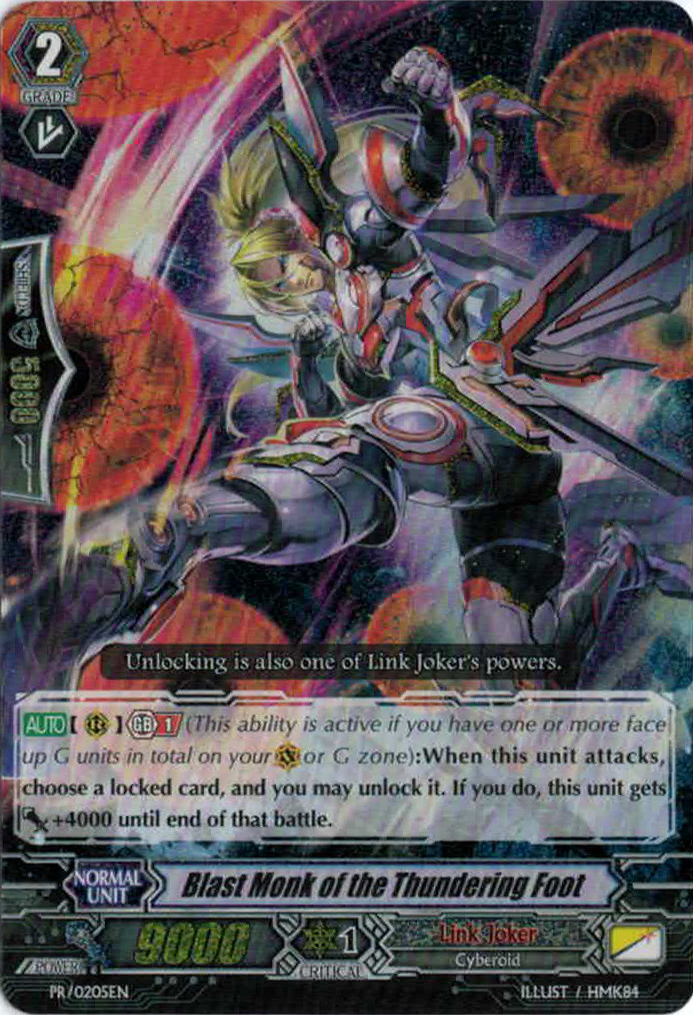 2
GRADE
SHIELD
5000
Unlocking is also one of Link Joker's powers.
AUTO【 R 】GB 1 (This ability is active if you have one or more face
up G units in total on your V or G zone):When this unit attacks,
choose a locked card, and you may unlock it. If you do, this unit gets
+4000 until end of that battle.
NORMAL
UNIT
Blast Monk of the Thundering Foot
POWER
9000
1
CRITICAL
Link Joker
Cyberoid
PR/0205EN
ILLUST / HMK84